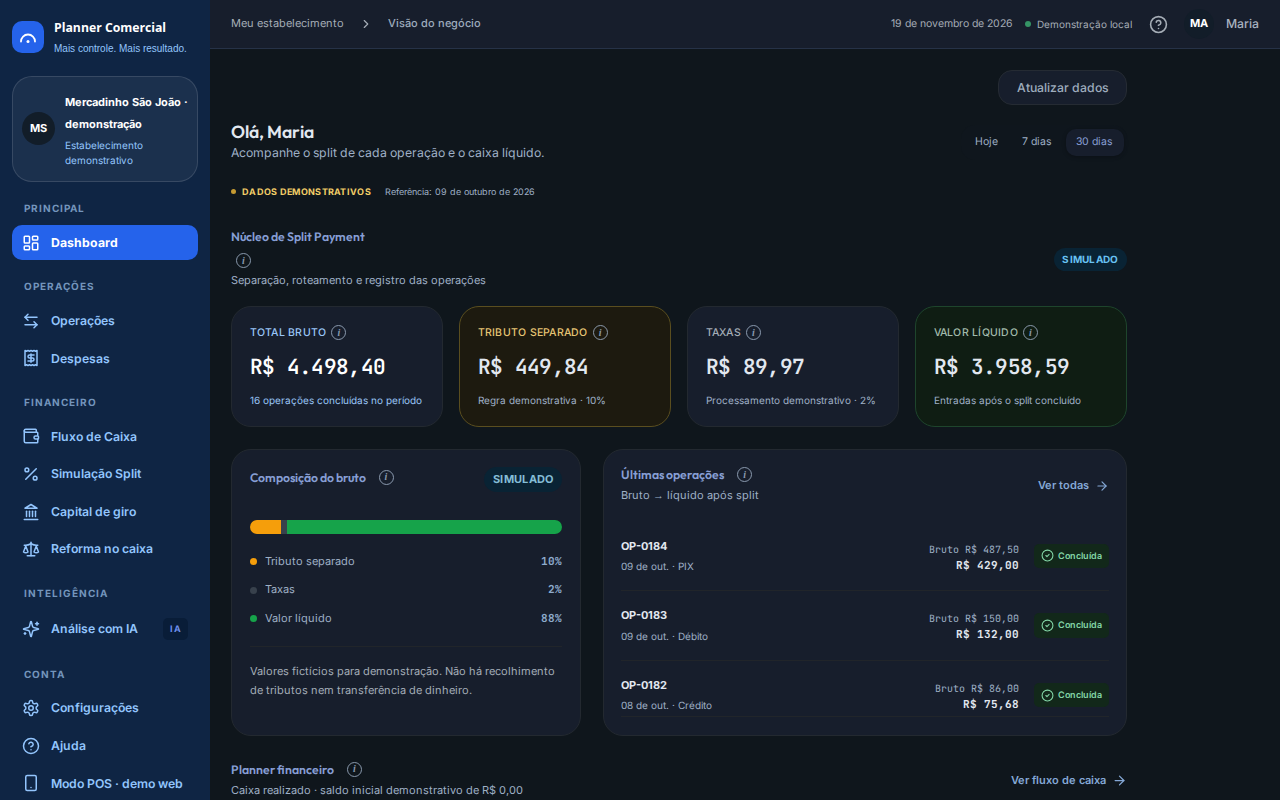 Planner Comercial
Mais controle. Mais resultado.
MS
Mercadinho São João ·
demonstração
Estabelecimento
demonstrativo
PRINCIPAL
Dashboard
OPERAÇÕES
Operações
Despesas
FINANCEIRO
Fluxo de Caixa
Simulação Split
Capital de giro
Reforma no caixa
INTELIGÊNCIA
Análise com IA
IA
CONTA
Configurações
Ajuda
Modo POS · demo web
Meu estabelecimento
Visão do negócio
19 de novembro de 2026
Demonstração local
MA
Maria
Atualizar dados
Olá, Maria
Acompanhe o split de cada operação e o caixa líquido.
Hoje
7 dias
30 dias
DADOS DEMONSTRATIVOS
Referência: 09 de outubro de 2026
Núcleo de Split Payment
Separação, roteamento e registro das operações
SIMULADO
TOTAL BRUTO
R$ 4.498,40
16 operações concluídas no período
TRIBUTO SEPARADO
R$ 449,84
Regra demonstrativa · 10%
TAXAS
R$ 89,97
Processamento demonstrativo · 2%
VALOR LÍQUIDO
R$ 3.958,59
Entradas após o split concluído
Composição do bruto
SIMULADO
Tributo separado
10%
Taxas
2%
Valor líquido
88%
Valores fictícios para demonstração. Não há recolhimento
de tributos nem transferência de dinheiro.
Últimas operações
Bruto → líquido após split
Ver todas
OP-0184
09 de out. · PIX
Bruto R$ 487,50
R$ 429,00
Concluída
OP-0183
09 de out. · Débito
Bruto R$ 150,00
R$ 132,00
Concluída
OP-0182
08 de out. · Crédito
Bruto R$ 86,00
R$ 75,68
Concluída
Planner financeiro
Caixa realizado · saldo inicial demonstrativo de R$ 0,00
Ver fluxo de caixa